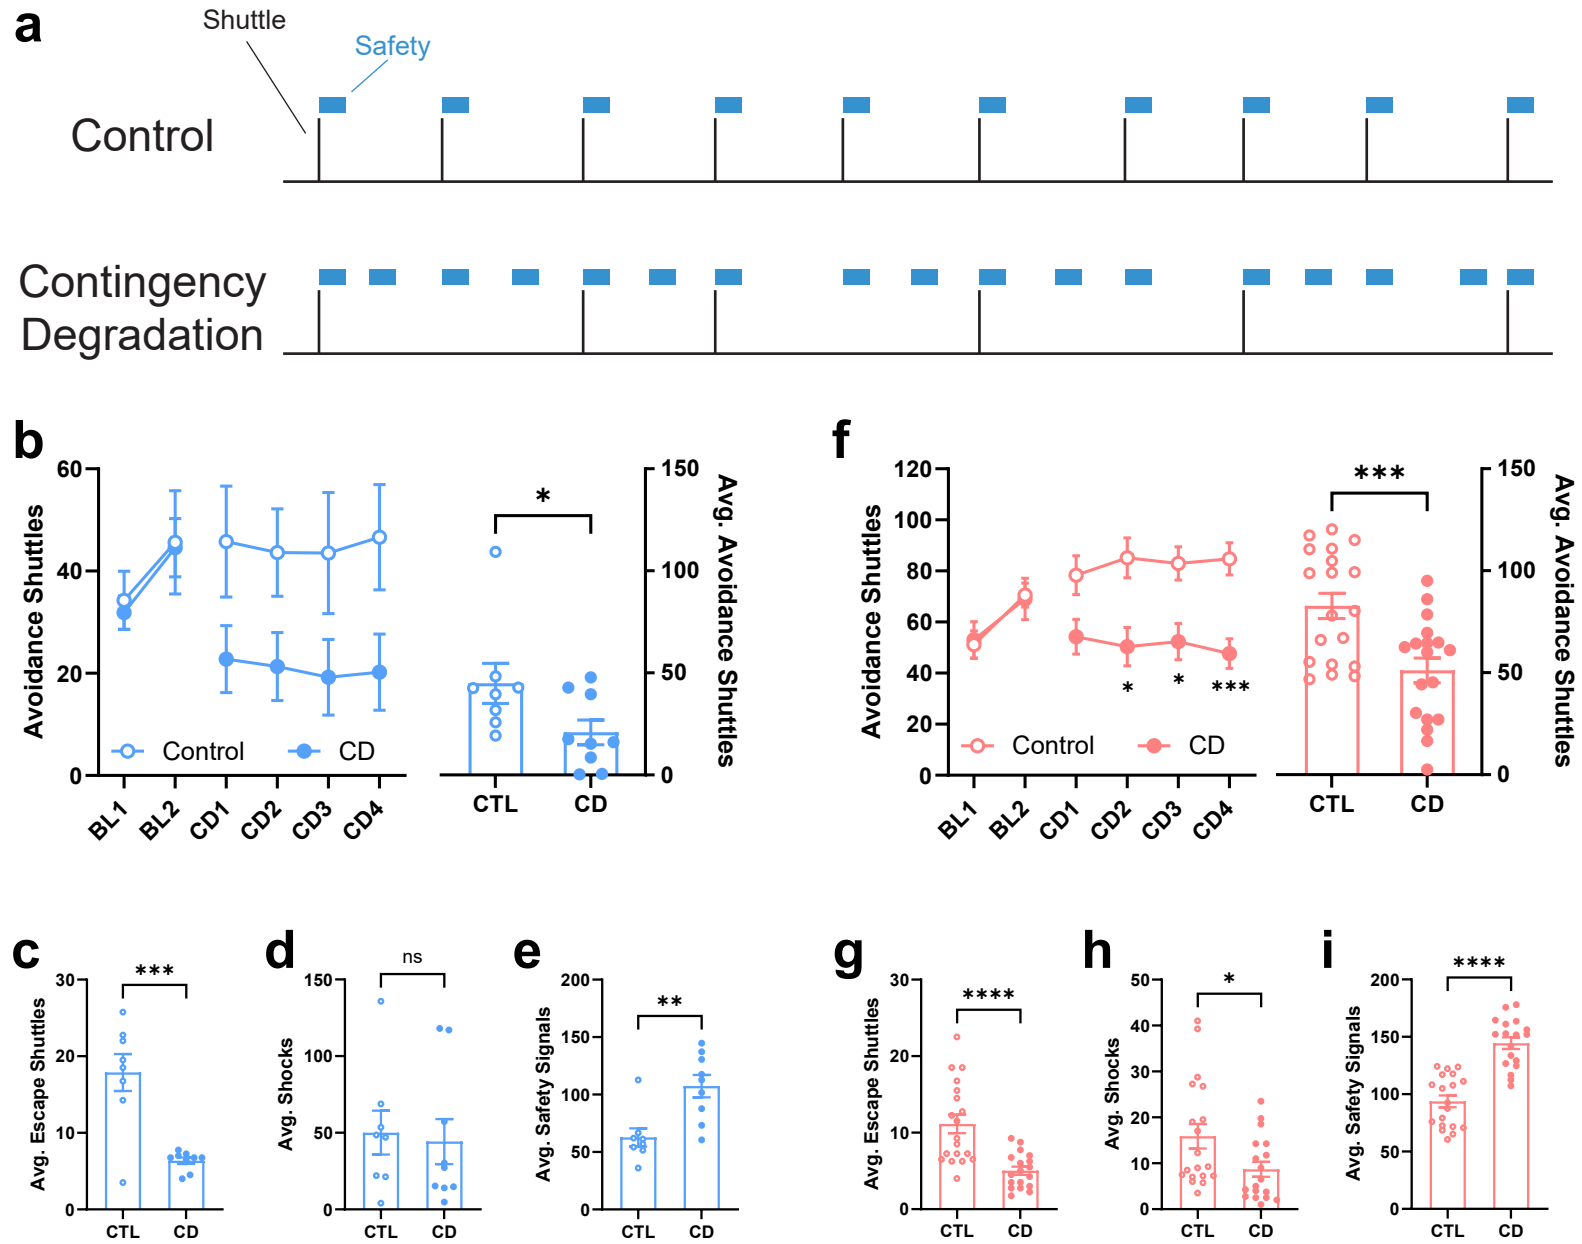 a
Shuttle
Safety
Control
Contingency
Degradation
b
60
40
20
0
Avoidance Shuttles
Control
CD
BL1
BL2
CD1
CD2
CD3
CD4
*
150
100
50
0
Avg. Avoidance Shuttles
CTL
CD
f
120
100
80
60
40
20
0
Avoidance Shuttles
*
*
***
Control
CD
BL1
BL2
CD1
CD2
CD3
CD4
***
150
100
50
0
Avg. Avoidance Shuttles
CTL
CD
c
30
20
10
0
Avg. Escape Shuttles
***
CTL
CD
d
150
100
50
0
Avg. Shocks
ns
CTL
CD
e
200
150
100
50
0
Avg. Safety Signals
**
CTL
CD
g
30
20
10
0
Avg. Escape Shuttles
****
CTL
CD
h
50
40
30
20
10
0
Avg. Shocks
*
CTL
CD
i
200
150
100
50
0
Avg. Safety Signals
****
CTL
CD